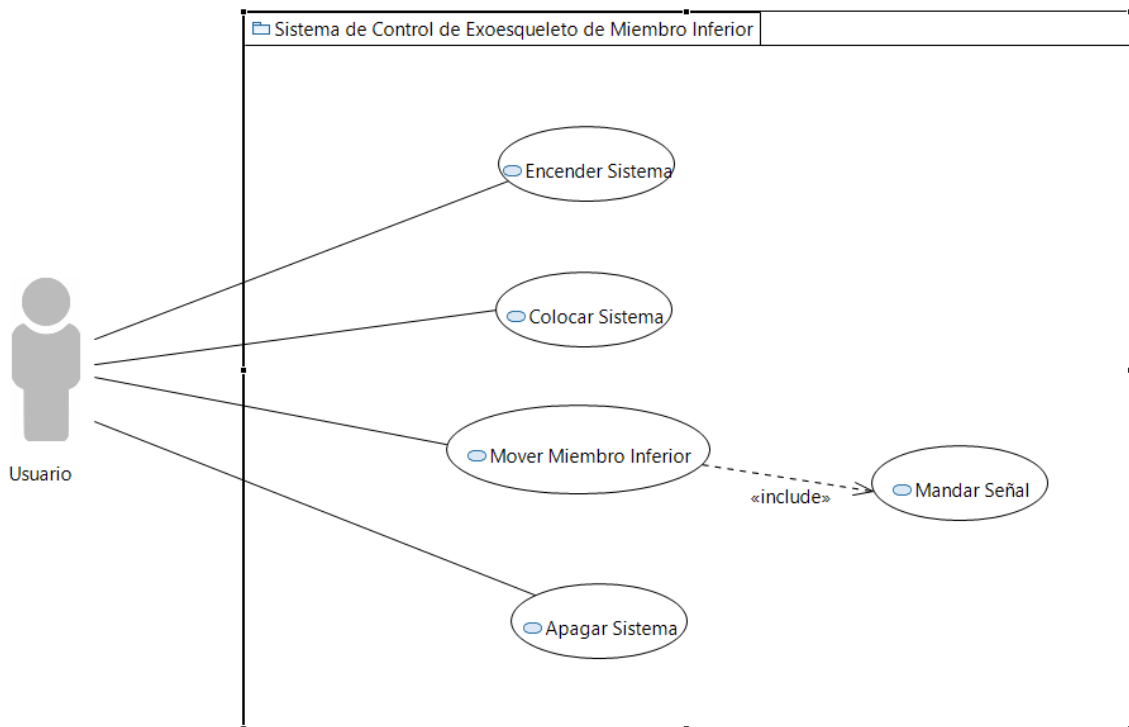 Sistema de Control de Exoesqueleto de Miembro Inferior
Encender Sistema
Colocar Sistema
Mover Miembro Inferior
«include»
Mandar Señal
Usuario
Apagar Sistema